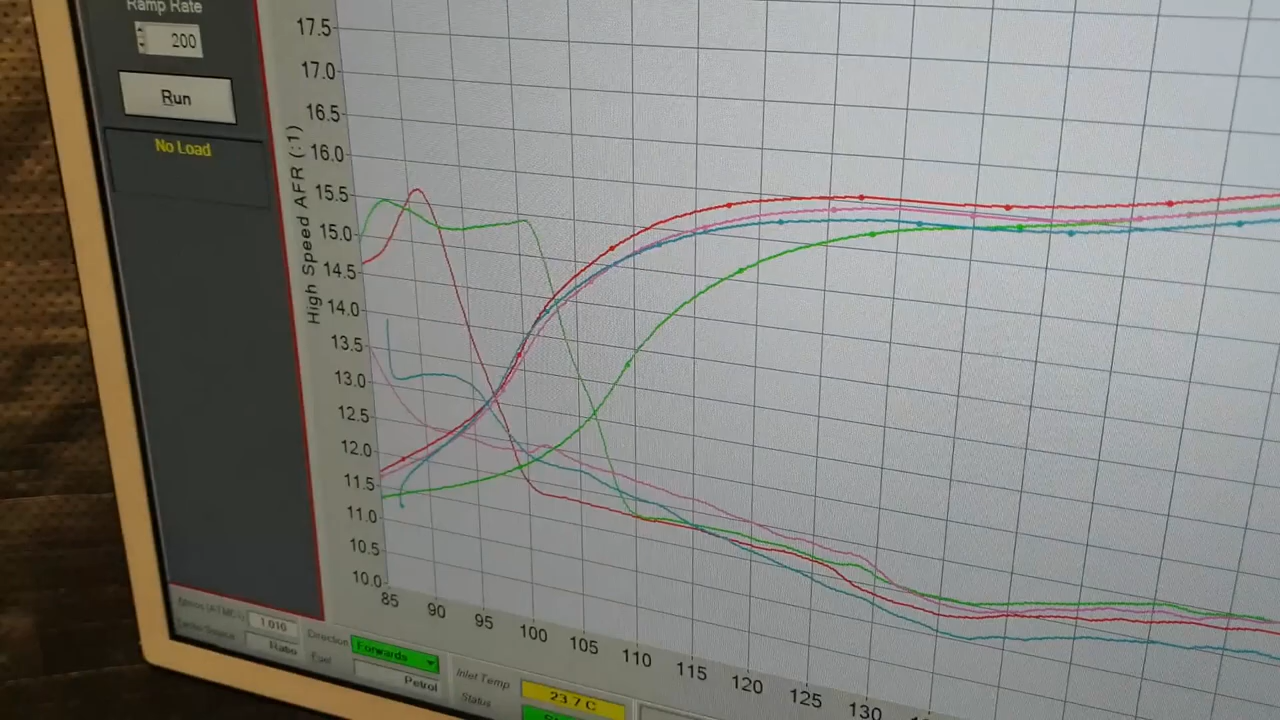 Ramp Rate
200
Run
No Load
High Speed AFR (:1)
17.5
17.0
16.5
16.0
15.5
15.0
14.5
14.0
13.5
13.0
12.5
12.0
11.5
11.0
10.5
10.0
85
90
95
100
105
110
115
120
125
130
1.010
Ratio
Direction
Forwards
Fuel
Petrol
Inlet Temp
23.7 C
Status